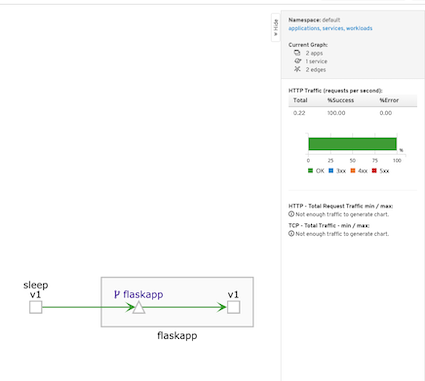 Hide
Namespace: default
applications, services, workloads
Current Graph:
2 apps
1 service
2 edges
HTTP Traffic (requests per second):
Total %Success %Error
0.22 100.00 0.00
%
0 25 50 75 100
OK 3xx 4xx 5xx
HTTP - Total Request Traffic min / max:
Not enough traffic to generate chart.
TCP - Total Traffic - min / max:
Not enough traffic to generate chart.
sleep
v1
flaskapp
v1
flaskapp